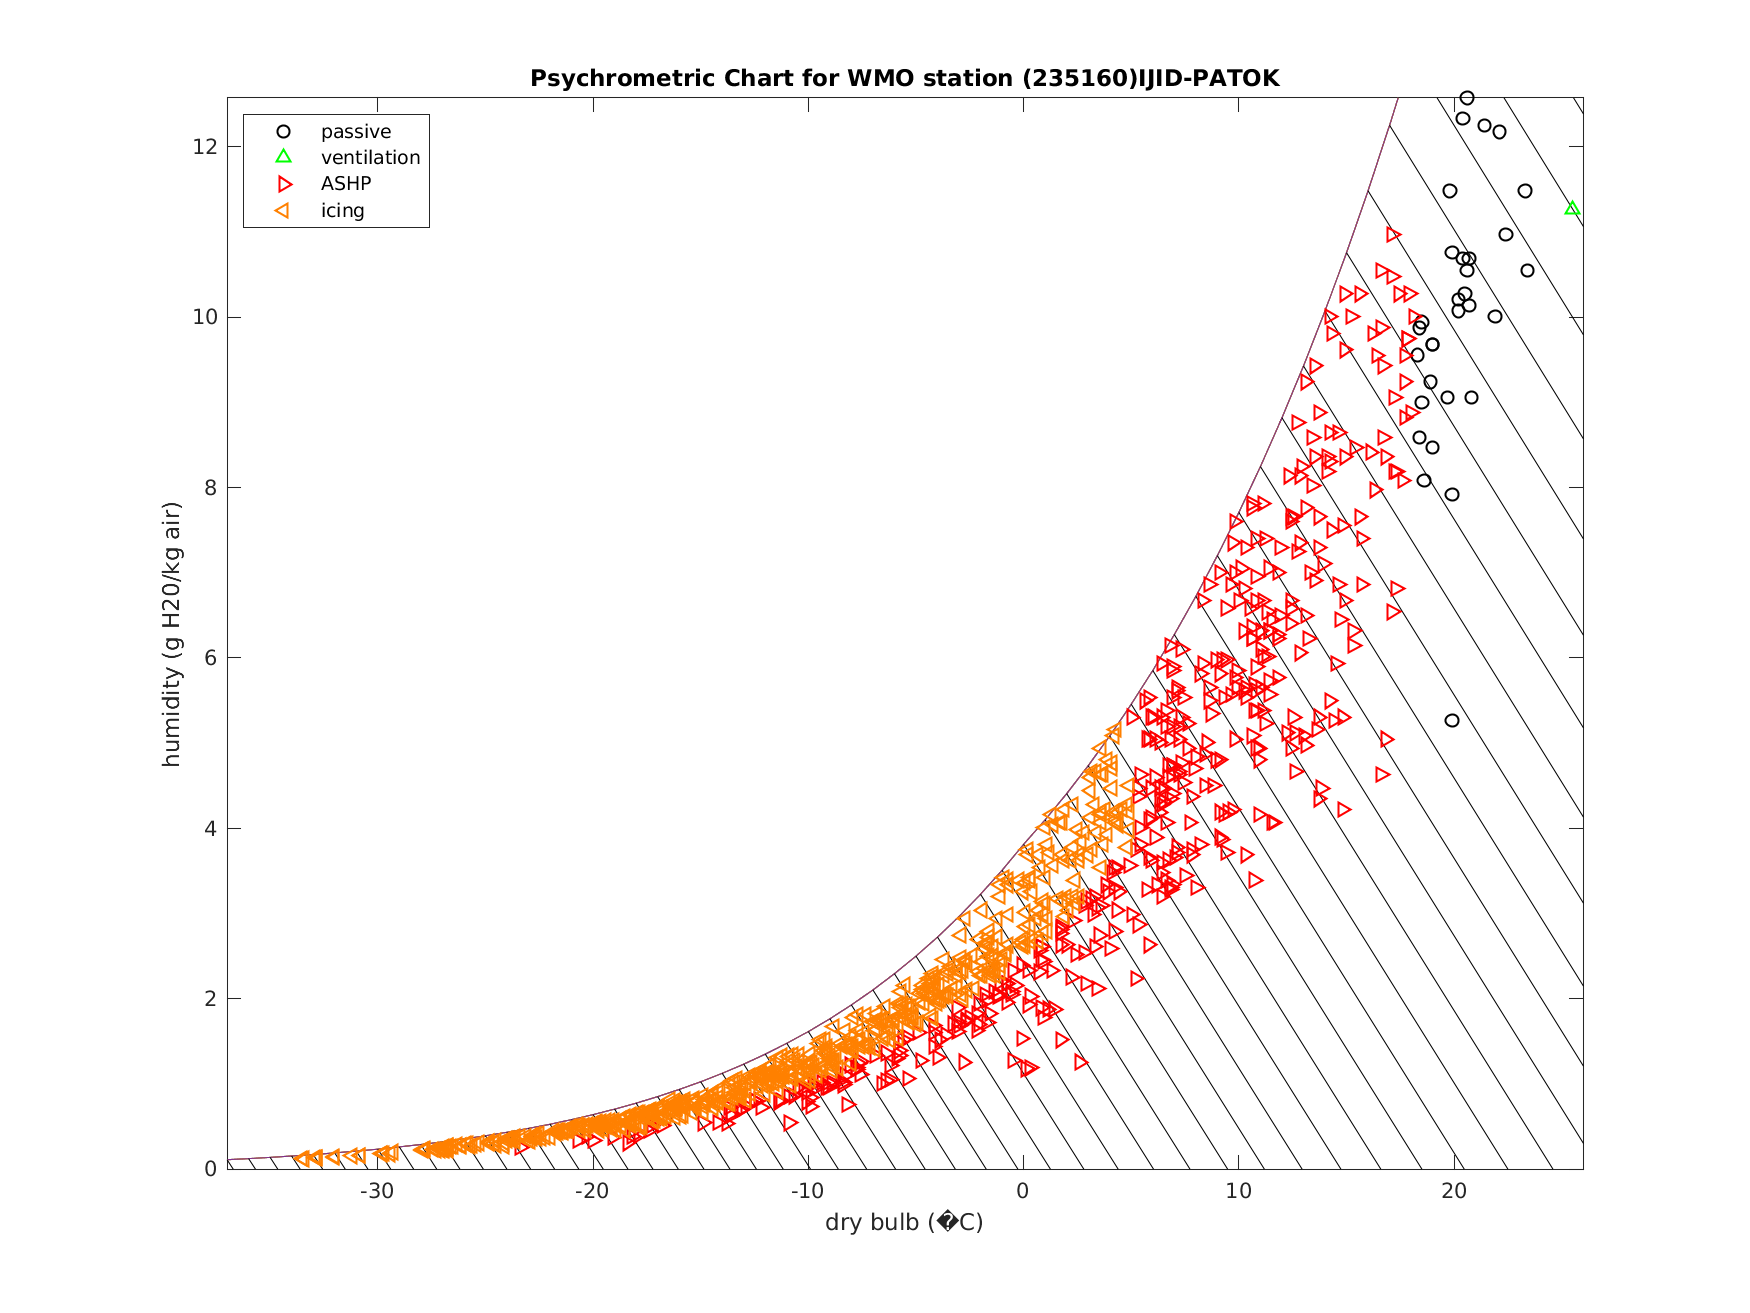 Psychrometric Chart for WMO station (235160)IJID-PATOK
passive
ventilation
ASHP
icing
12
10
8
6
4
2
0
humidity (g H20/kg air)
-30
-20
-10
0
10
20
dry bulb (�C)